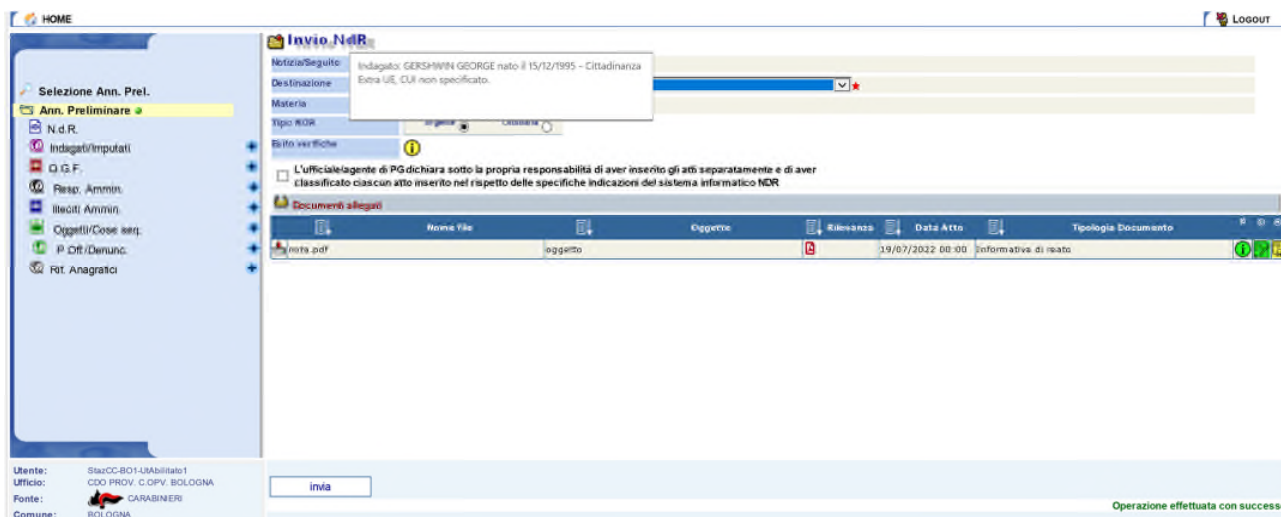 HOME
LOGOUT
Selezione Ann. Prel.
Ann. Preliminare
N.d.R.
Indagati/Imputati
O.G.F.
Resp. Ammin.
Illeciti Ammin.
Oggetti/Cose seq.
P.Off./Denunc.
Rif. Anagrafici
Utente: StazCC-BO1-UtAbilitato1
Ufficio: CDO PROV. C.OPV. BOLOGNA
Fonte: CARABINIERI
Comune: BOLOGNA
Invio NdR
Notizia/Seguito
Indagato: GERSHWIN GEORGE nato il 15/12/1995 - Cittadinanza
Extra UE, CUI non specificato.
Destinazione
Materia
Tipo NDR Urgente Ordinaria
Esito verifiche
L'ufficiale/agente di PG dichiara sotto la propria responsabilità di aver inserito gli atti separatamente e di aver
classificato ciascun atto inserito nel rispetto delle specifiche indicazioni del sistema informatico NDR
Documenti allegati
Nome File Oggetto Rilevanza Data Atto Tipologia Documento
nota.pdf oggetto 19/07/2022 00:00 Informativa di reato
invia
Operazione effettuata con success